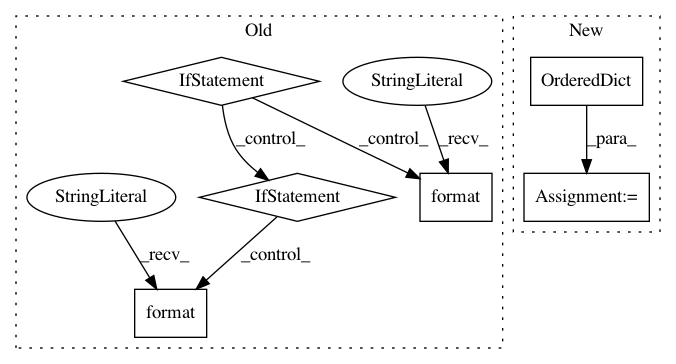 Old
New
IfStatement
StringLiteral
OrderedDict
_control_
_control_
_recv_
_para_
StringLiteral
IfStatement
format
Assignment:=
_recv_
_control_
format